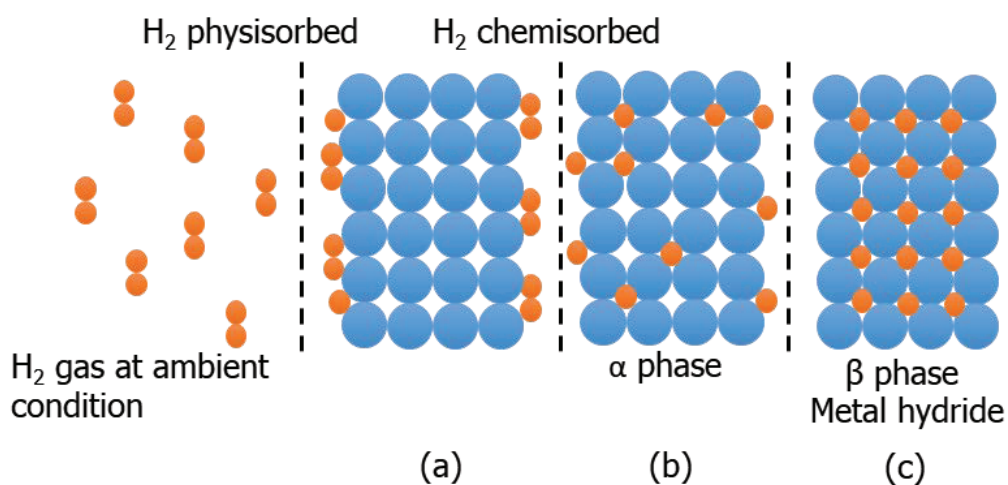 H₂ physisorbed
H₂ chemisorbed
H₂ gas at ambient
condition
α phase
β phase
Metal hydride
(a)
(b)
(c)